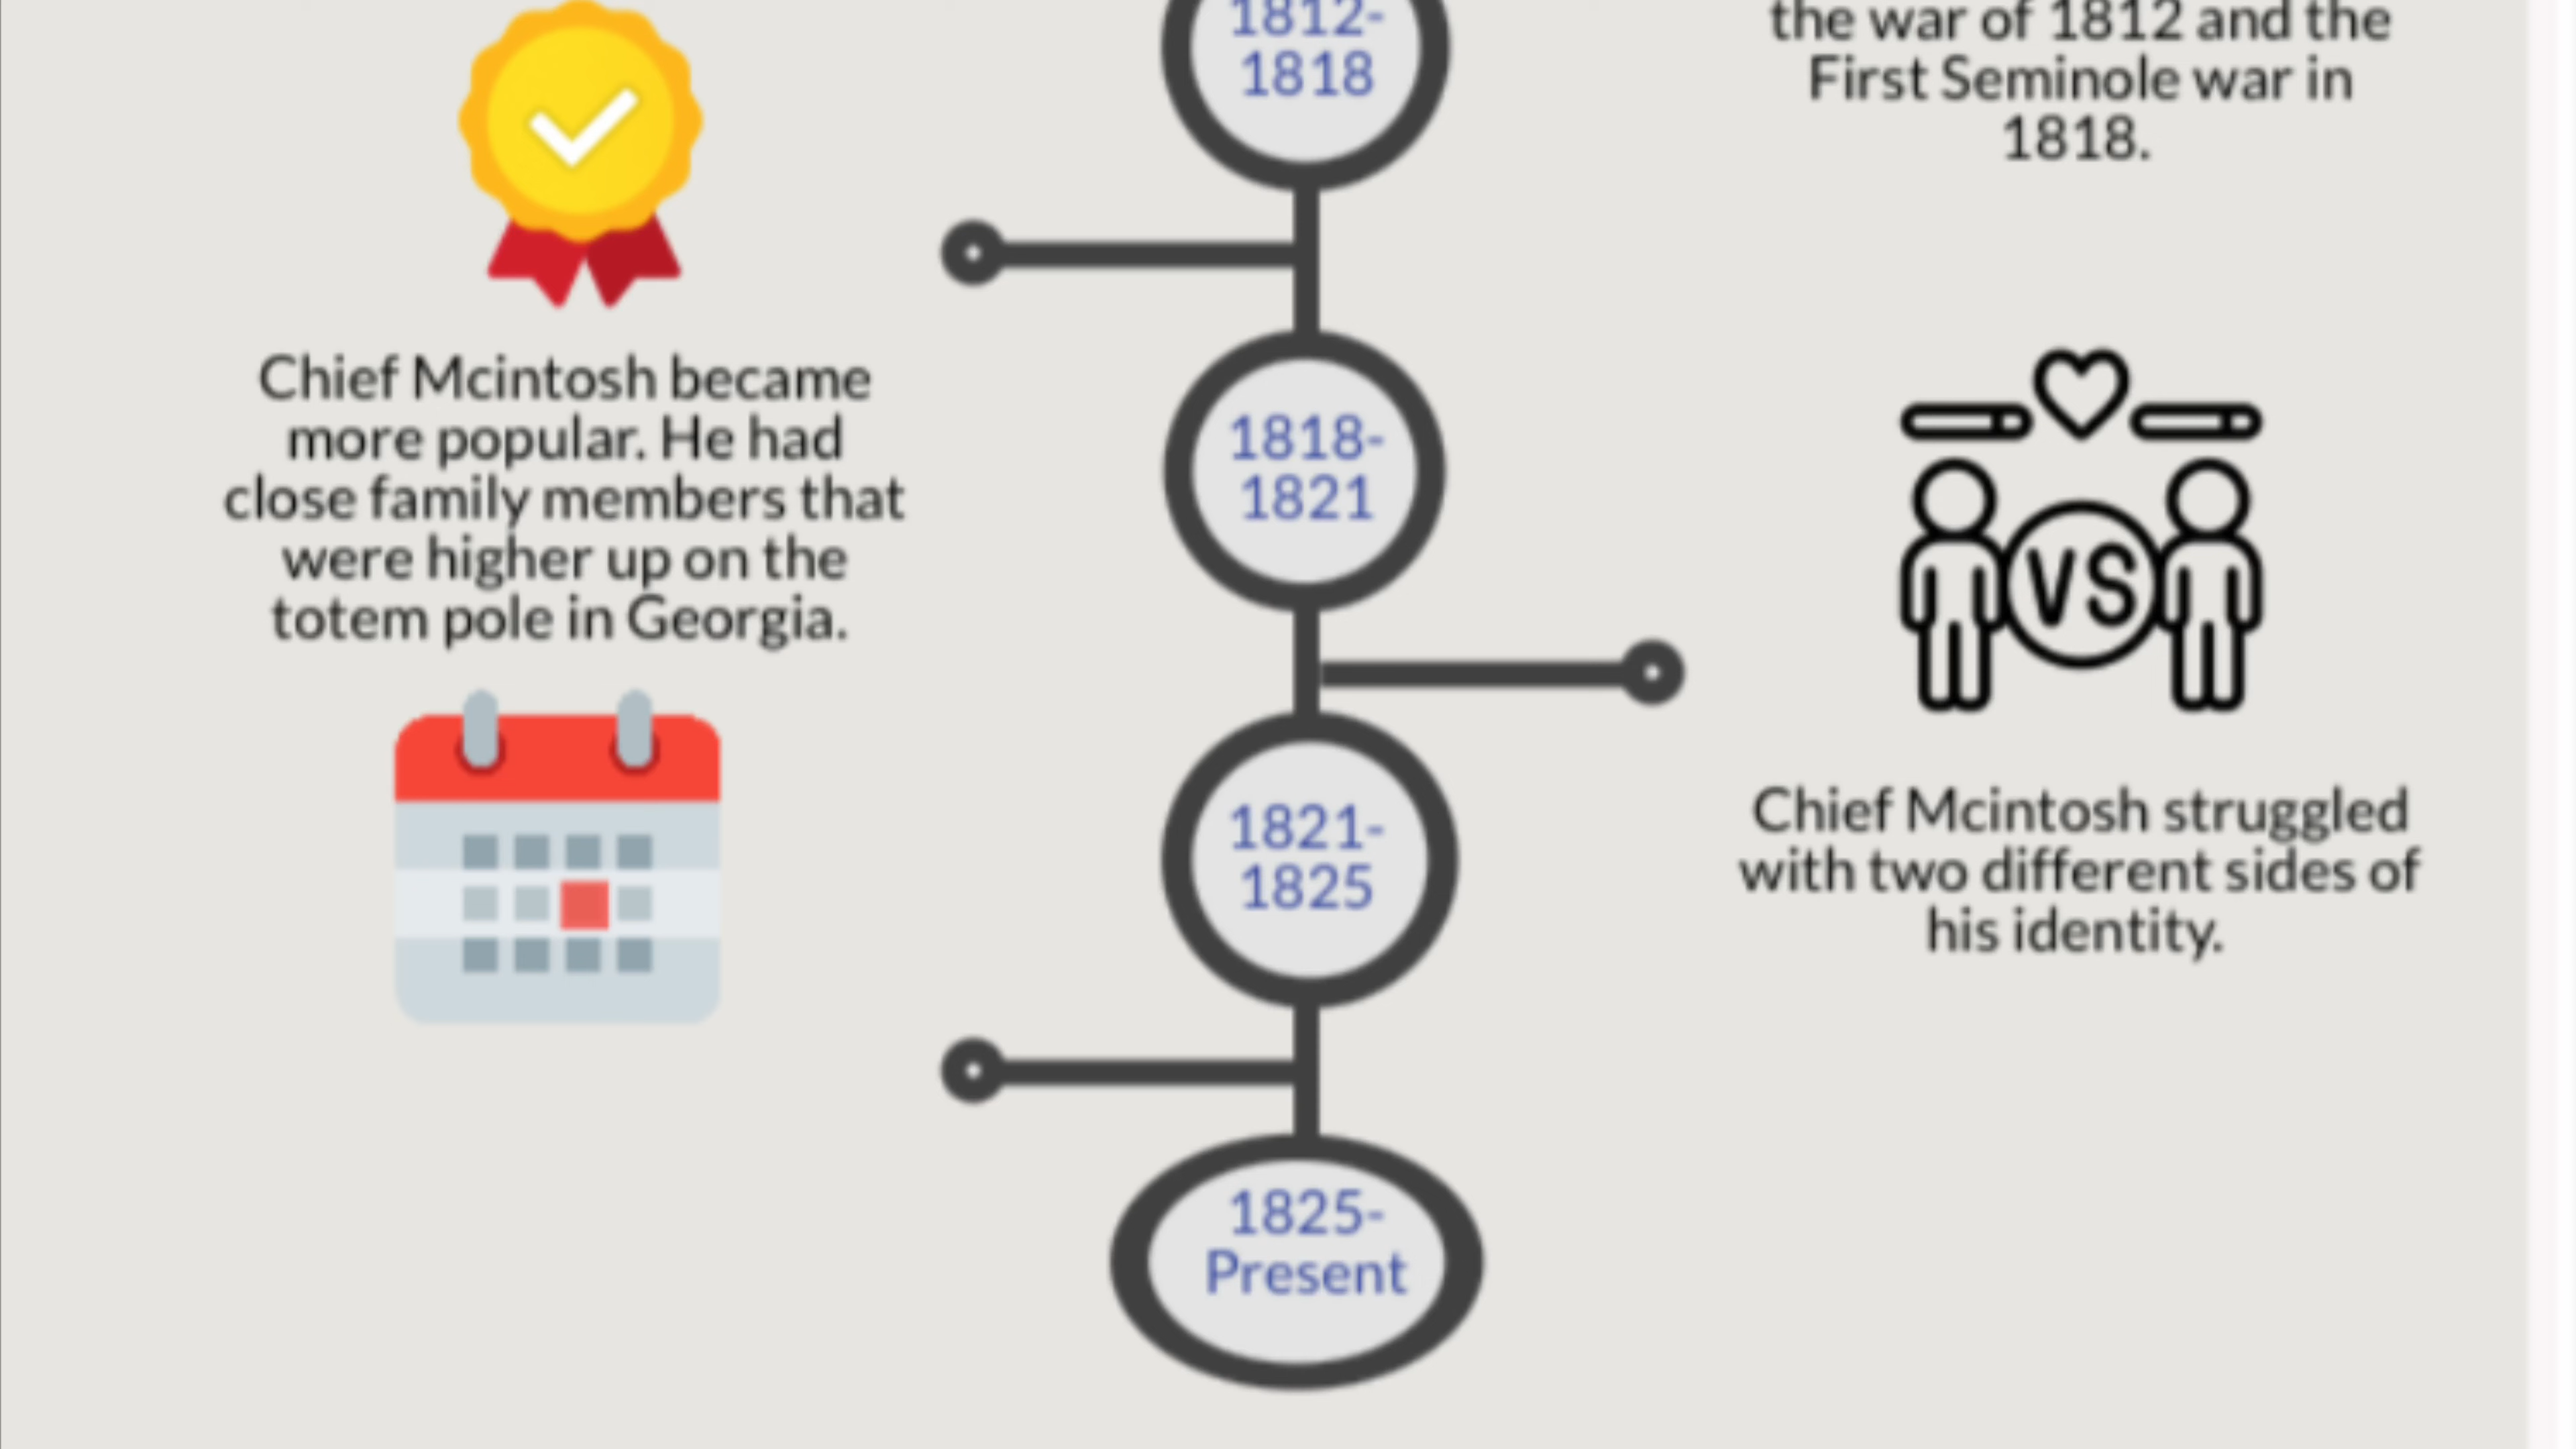 1812-
1818
the war of 1812 and the
First Seminole war in
1818.
Chief Mcintosh became
more popular. He had
close family members that
were higher up on the
totem pole in Georgia.
1818-
1821
VS
1821-
1825
Chief Mcintosh struggled
with two different sides of
his identity.
1825-
Present